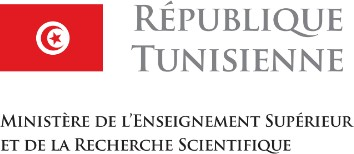 RÉPUBLIQUE
TUNISIENNE
MINISTÈRE DE L'ENSEIGNEMENT SUPÉRIEUR
ET DE LA RECHERCHE SCIENTIFIQUE